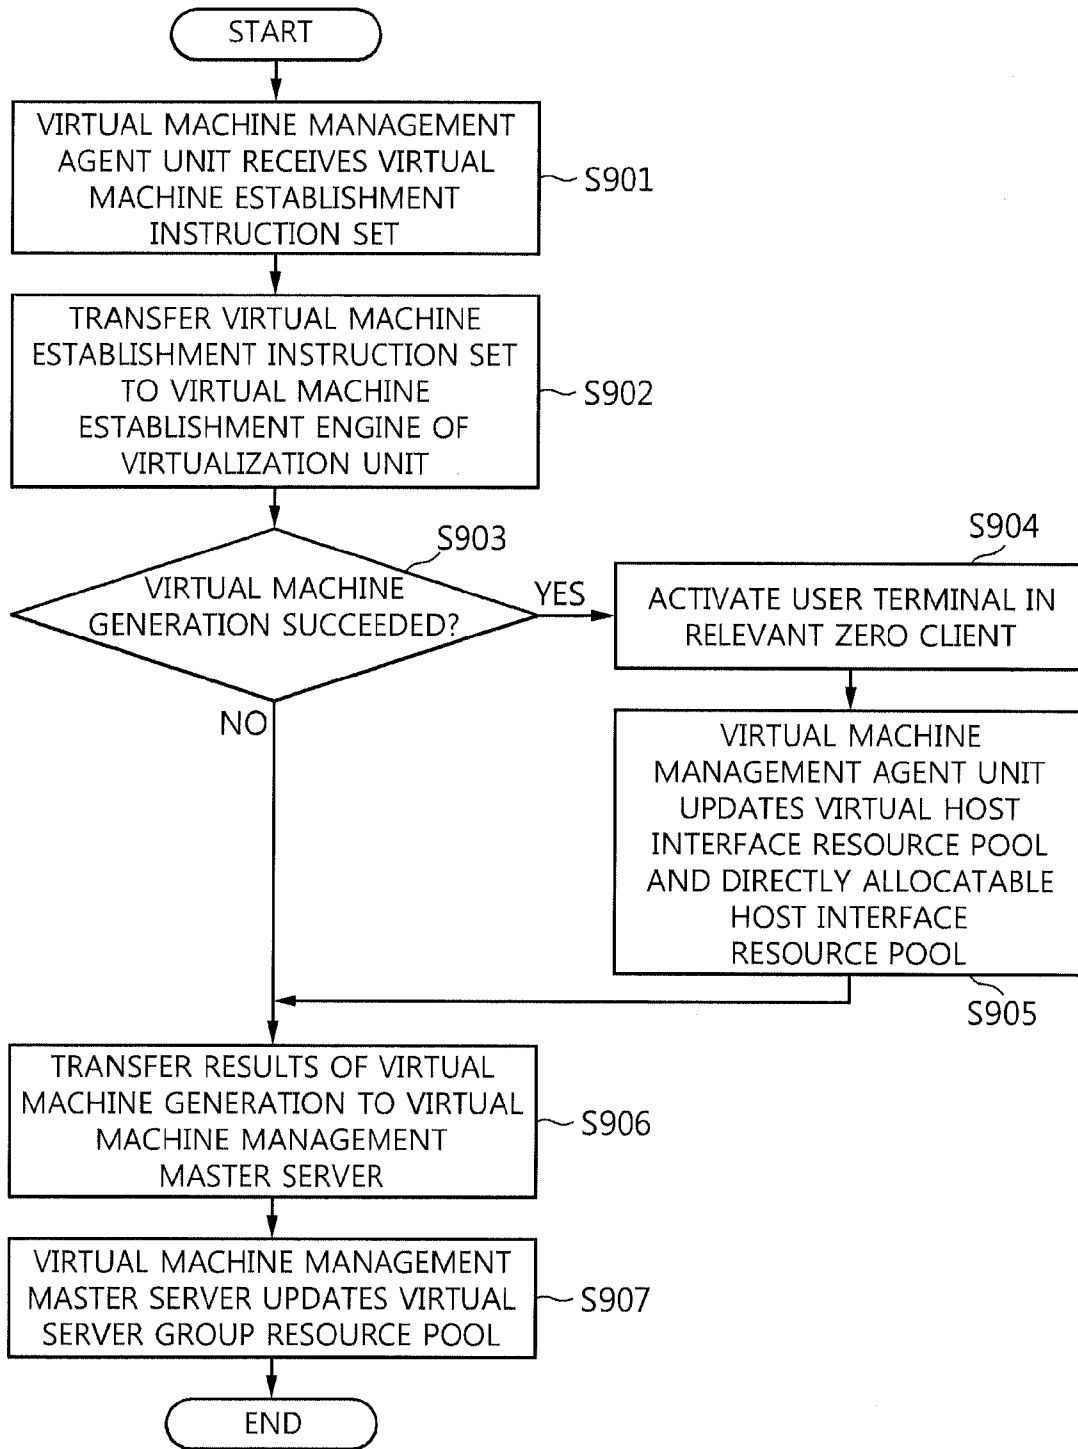 START
VIRTUAL MACHINE MANAGEMENT
AGENT UNIT RECEIVES VIRTUAL
MACHINE ESTABLISHMENT
INSTRUCTION SET
S901
TRANSFER VIRTUAL MACHINE
ESTABLISHMENT INSTRUCTION SET
TO VIRTUAL MACHINE
ESTABLISHMENT ENGINE OF
VIRTUALIZATION UNIT
S902
S903
VIRTUAL MACHINE
GENERATION SUCCEEDED?
YES
NO
S904
ACTIVATE USER TERMINAL IN
RELEVANT ZERO CLIENT
VIRTUAL MACHINE
MANAGEMENT AGENT UNIT
UPDATES VIRTUAL HOST
INTERFACE RESOURCE POOL
AND DIRECTLY ALLOCATABLE
HOST INTERFACE
RESOURCE POOL
S905
TRANSFER RESULTS OF VIRTUAL
MACHINE GENERATION TO VIRTUAL
MACHINE MANAGEMENT
MASTER SERVER
S906
VIRTUAL MACHINE MANAGEMENT
MASTER SERVER UPDATES VIRTUAL
SERVER GROUP RESOURCE POOL
S907
END